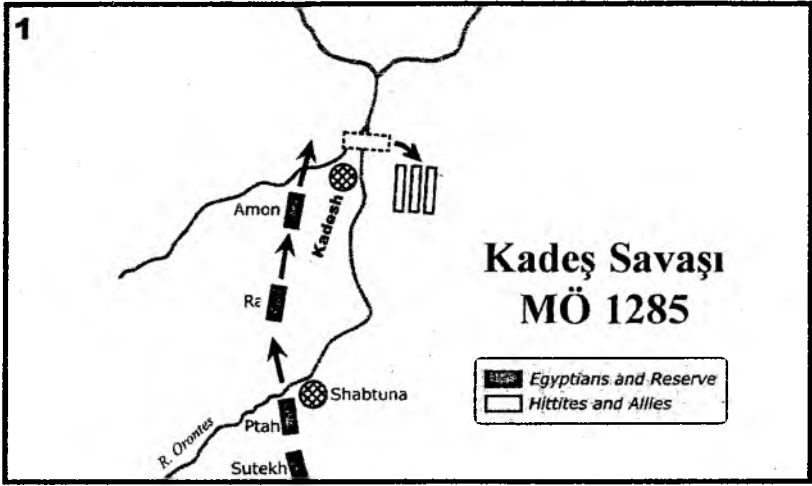 1
Amon
Kadesh
Ra
Kadeş Savaşı
MÖ 1285
Egyptians and Reserve
Hittites and Allies
Shabtuna
Ptah
R. Orontes
Sutekh